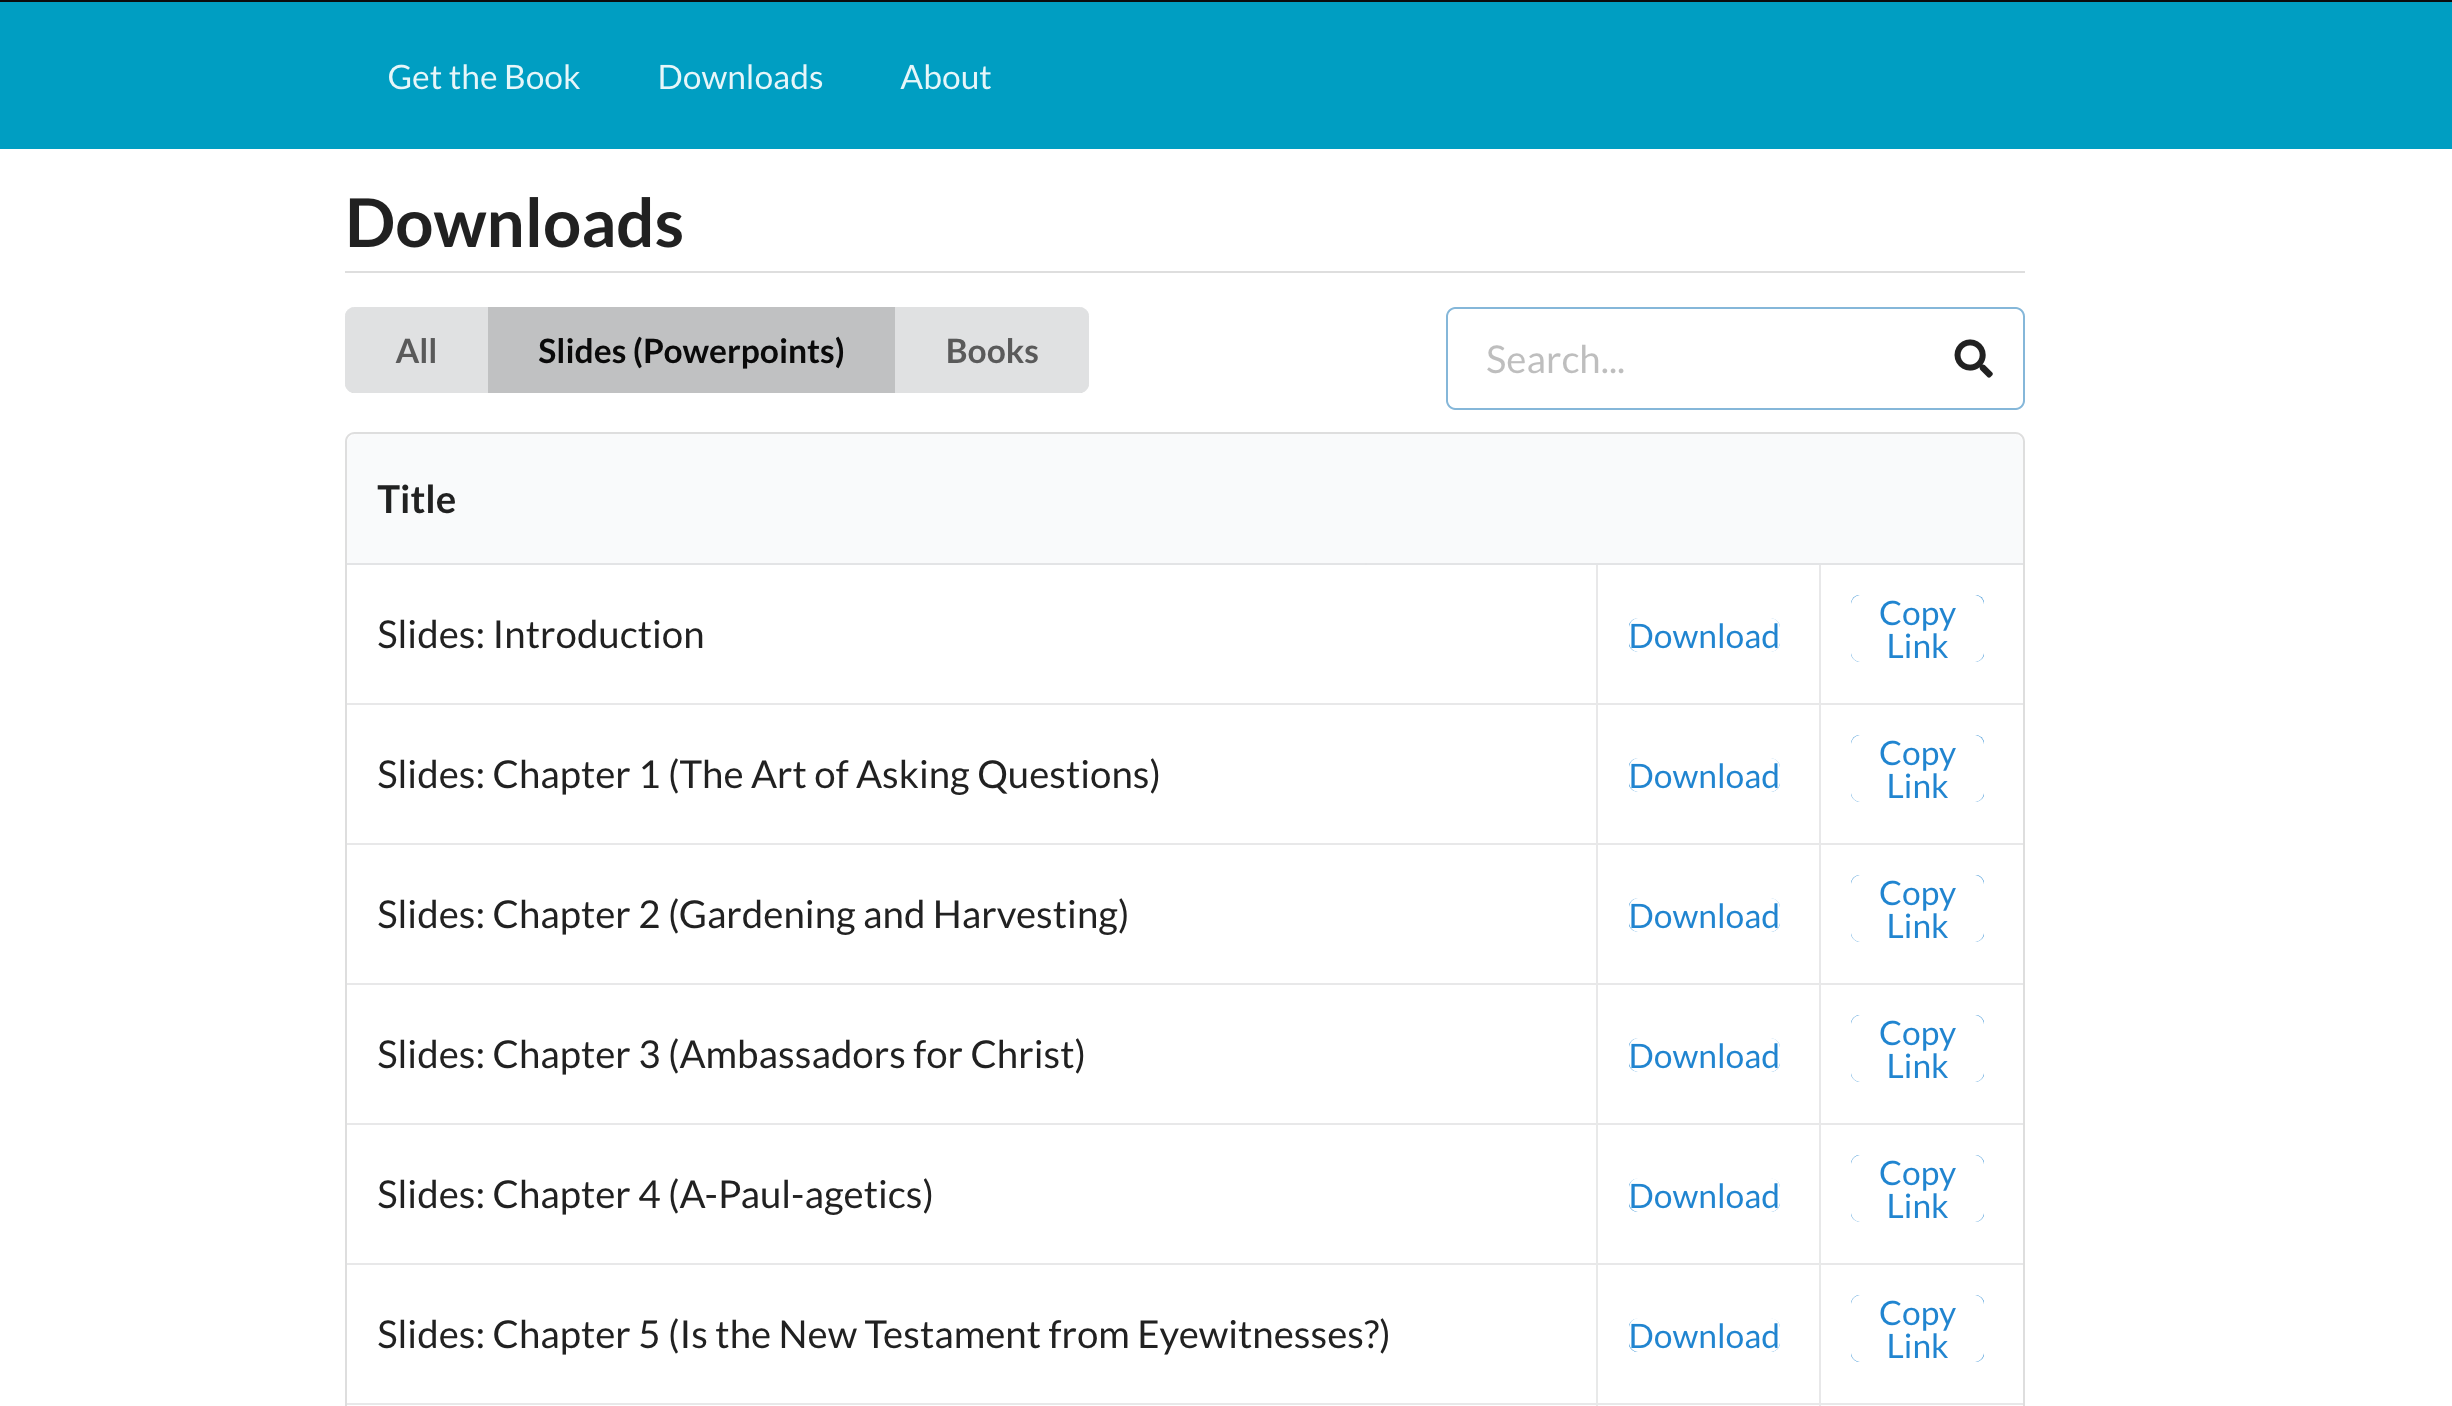 Get the Book Downloads About
Downloads
All Slides (Powerpoints) Books Search...
Title
Slides: Introduction Download Copy Link
Slides: Chapter 1 (The Art of Asking Questions) Download Copy Link
Slides: Chapter 2 (Gardening and Harvesting) Download Copy Link
Slides: Chapter 3 (Ambassadors for Christ) Download Copy Link
Slides: Chapter 4 (A-Paul-agetics) Download Copy Link
Slides: Chapter 5 (Is the New Testament from Eyewitnesses?) Download Copy Link